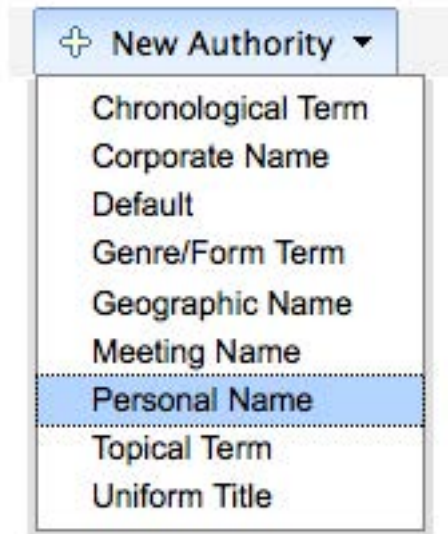 New Authority
Chronological Term
Corporate Name
Default
Genre/Form Term
Geographic Name
Meeting Name
Personal Name
Topical Term
Uniform Title